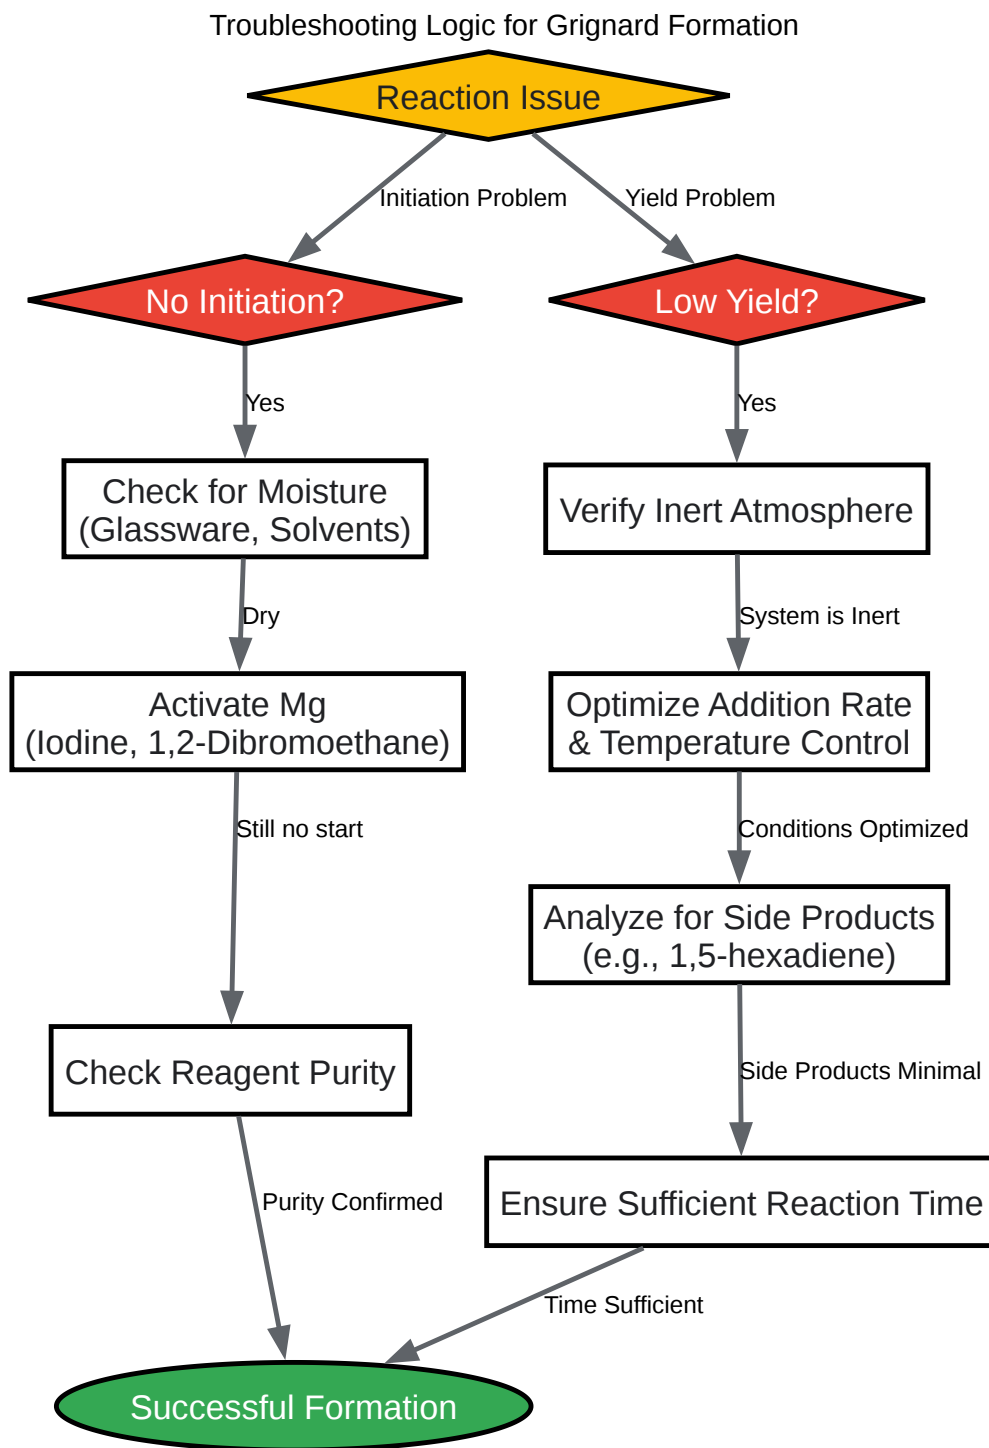 Troubleshooting Logic for Grignard Formation
Reaction Issue
Initiation Problem
Yield Problem
No Initiation?
Low Yield?
Yes
Yes
Check for Moisture
(Glassware, Solvents)
Verify Inert Atmosphere
Dry
System is Inert
Activate Mg
(Iodine, 1,2-Dibromoethane)
Optimize Addition Rate
& Temperature Control
Still no start
Conditions Optimized
Analyze for Side Products
(e.g., 1,5-hexadiene)
Check Reagent Purity
Side Products Minimal
Purity Confirmed
Ensure Sufficient Reaction Time
Time Sufficient
Successful Formation